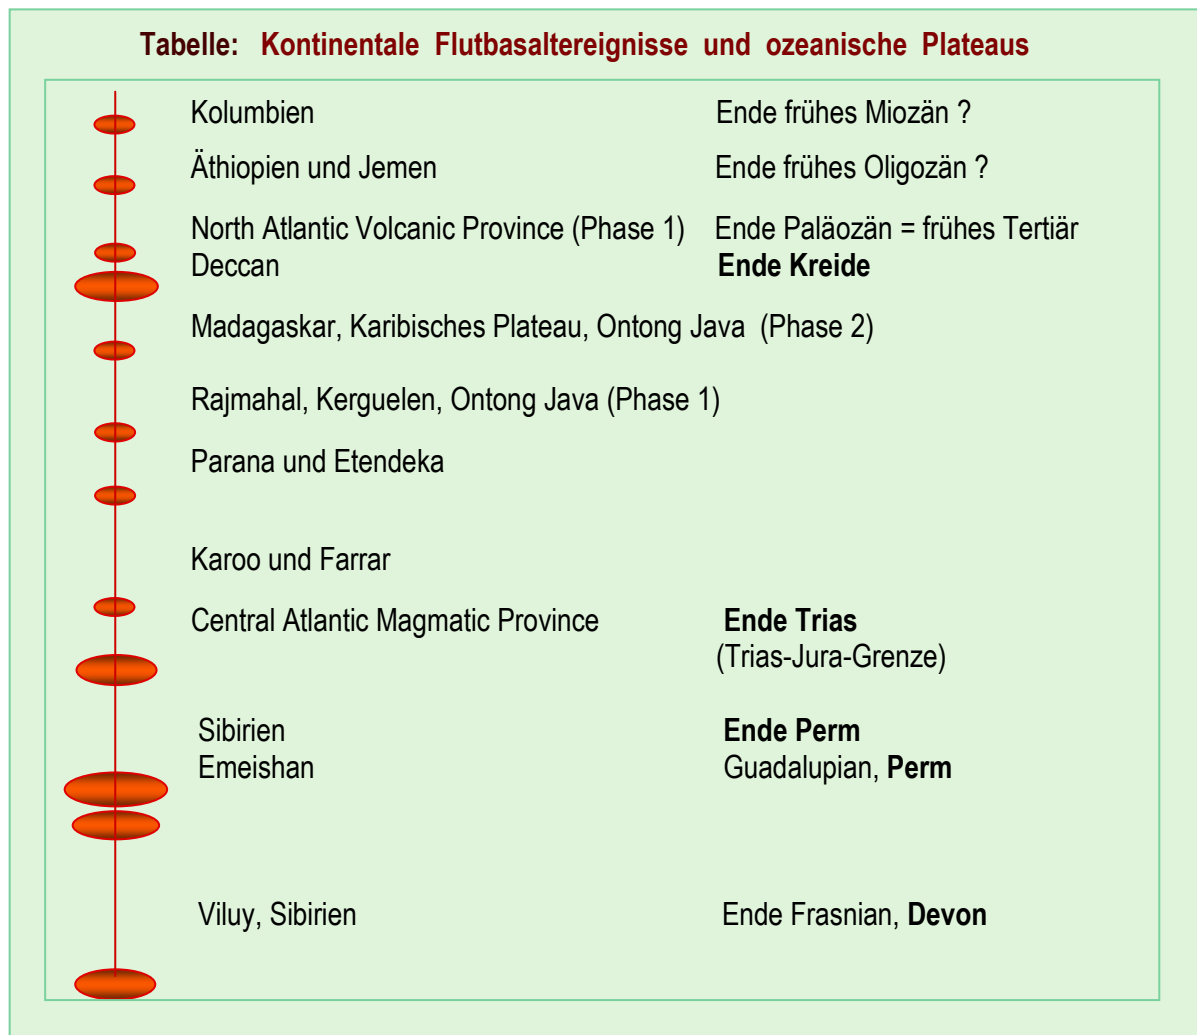 Tabelle: Kontinentale Flutbasaltereignisse und ozeanische Plateaus
Kolumbien Ende frühes Miozän ?
Äthiopien und Jemen Ende frühes Oligozän ?
North Atlantic Volcanic Province (Phase 1) Ende Paläozän = frühes Tertiär
Deccan Ende Kreide
Madagaskar, Karibisches Plateau, Ontong Java (Phase 2)
Rajmahal, Kerguelen, Ontong Java (Phase 1)
Parana und Etendeka
Karoo und Farrar
Central Atlantic Magmatic Province Ende Trias
(Trias-Jura-Grenze)
Sibirien Ende Perm
Emeishan Guadalupian, Perm
Viluy, Sibirien Ende Frasnian, Devon